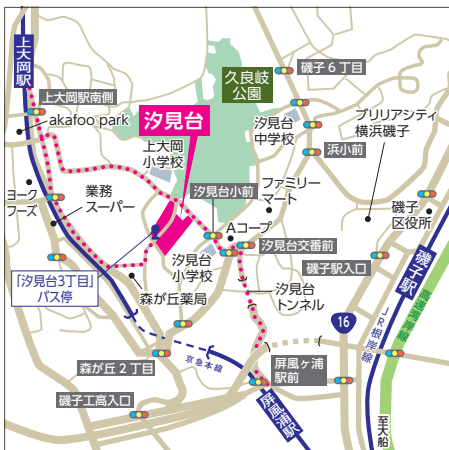 上大岡駅
上大岡駅南側
akafoo park
汐見台
上大岡
小学校
久良岐
公園
磯子6丁目
汐見台
中学校
浜小前
ブリリアシティ
横浜磯子
ヨーク
フーズ
業務
スーパー
汐見台小前
ファミリー
マート
Aコープ
汐見台交番前
磯子
区役所
「汐見台3丁目」
バス停
汐見台
小学校
森が丘薬局
汐見台
トンネル
磯子駅入口
磯子駅
高速湾岸線
JR根岸線
16
森が丘2丁目
京急本線
屏風ヶ浦
駅前
磯子工高入口
屏風浦駅
至大船